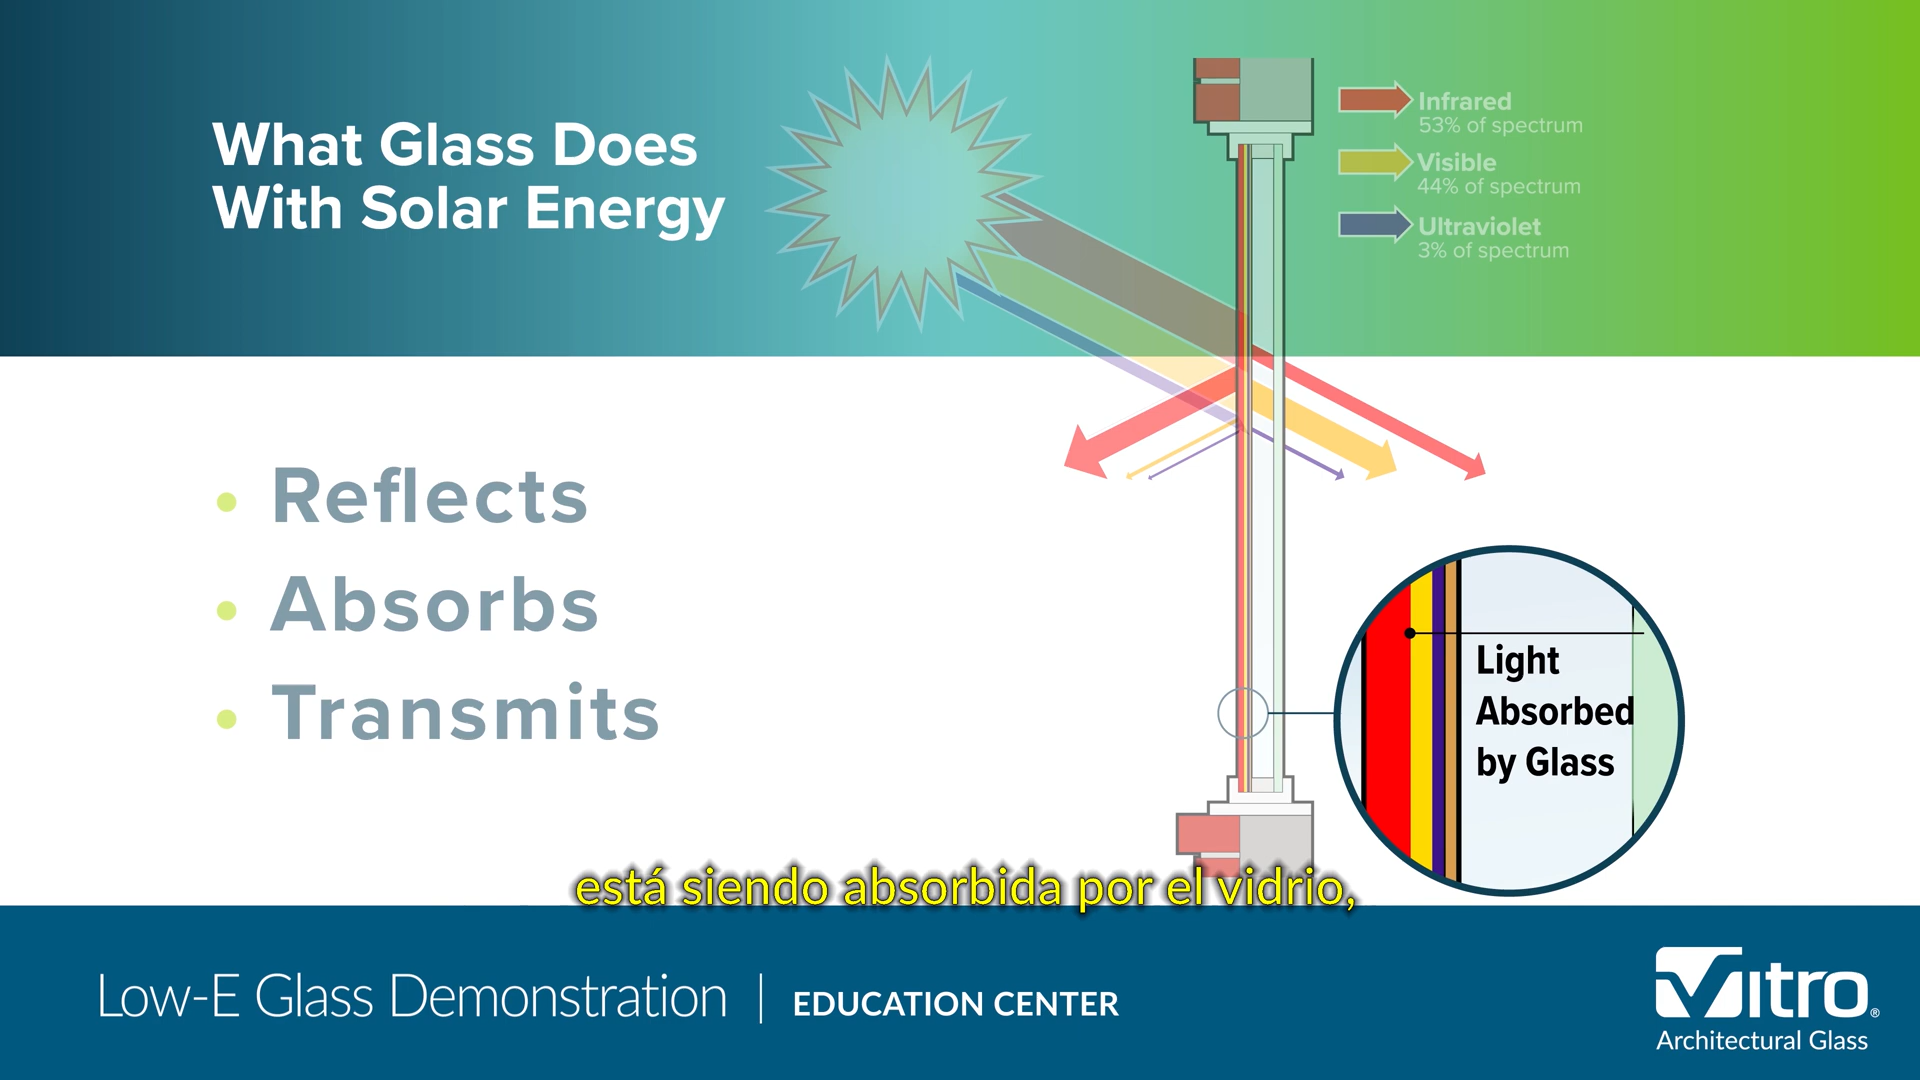 What Glass Does
With Solar Energy
Infrared
53% of spectrum
Visible
44% of spectrum
Ultraviolet
3% of spectrum
• Reflects
• Absorbs
• Transmits
Light
Absorbed
by Glass
está siendo absorbida por el vidrio,
Low-E Glass Demonstration | EDUCATION CENTER
Vitro®
Architectural Glass